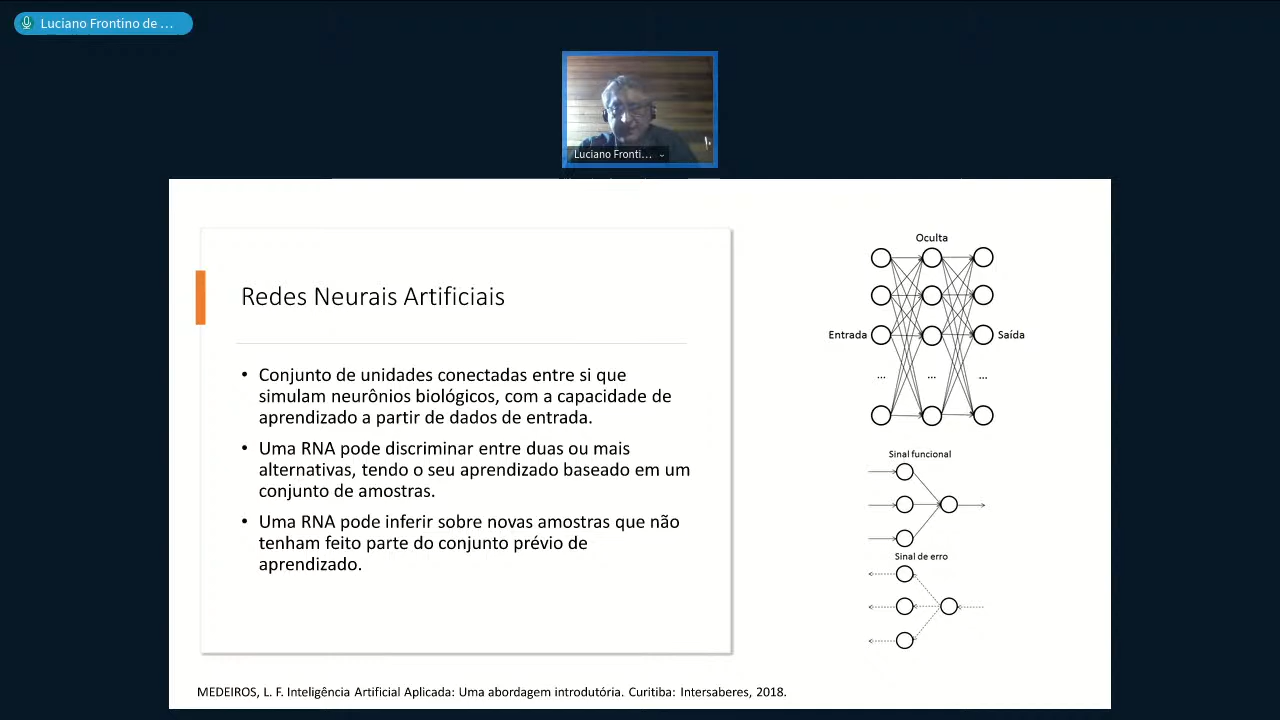 Luciano Frontino de ...
Luciano Fronti...
Oculta
Entrada
Saída
...
...
...
Sinal funcional
Sinal de erro
Redes Neurais Artificiais
• Conjunto de unidades conectadas entre si que
simulam neurônios biológicos, com a capacidade de
aprendizado a partir de dados de entrada.
• Uma RNA pode discriminar entre duas ou mais
alternativas, tendo o seu aprendizado baseado em um
conjunto de amostras.
• Uma RNA pode inferir sobre novas amostras que não
tenham feito parte do conjunto prévio de
aprendizado.
MEDEIROS, L. F. Inteligência Artificial Aplicada: Uma abordagem introdutória. Curitiba: Intersaberes, 2018.